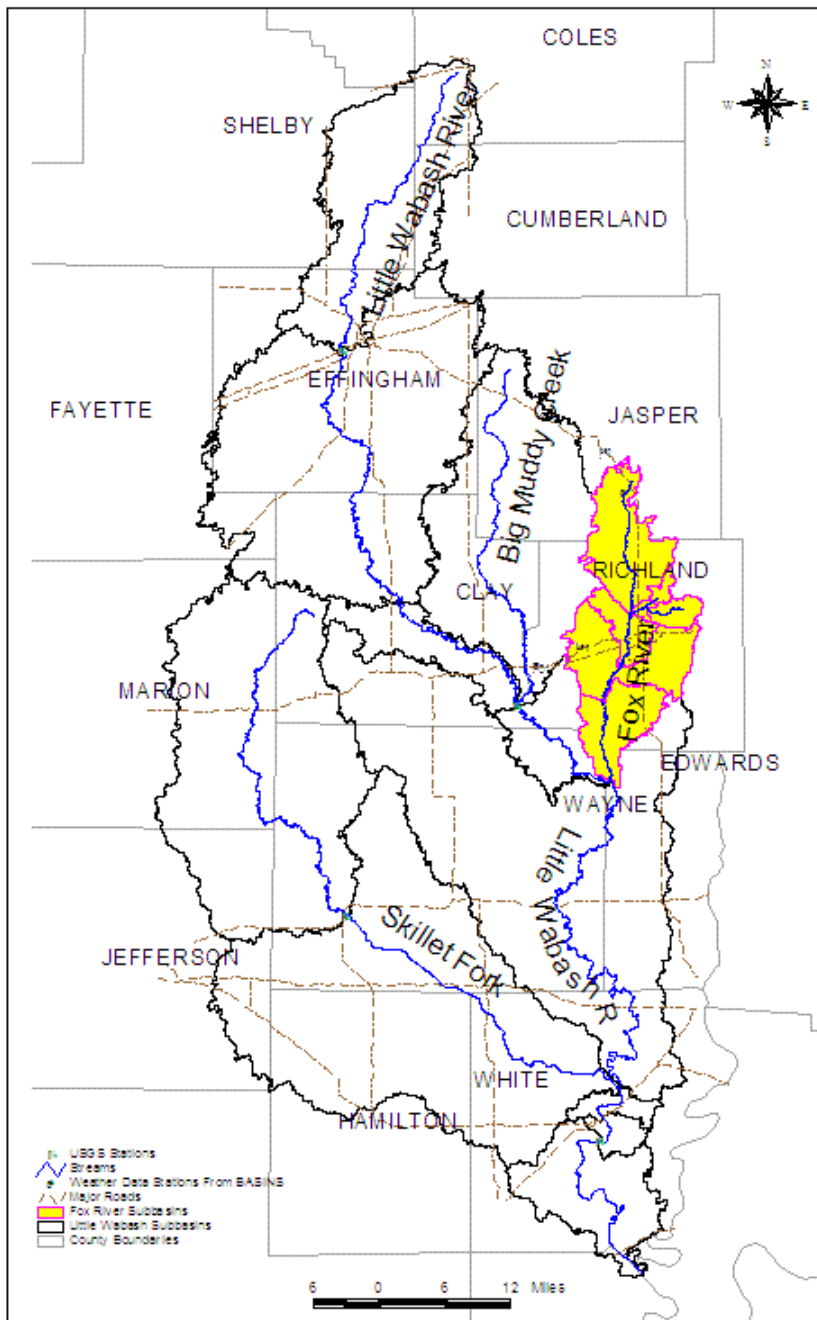 COLES
N
W E
S
SHELBY
Little Wabash River
CUMBERLAND
EFFINGHAM
FAYETTE
Big Muddy Creek
JASPER
RICHLAND
CLAY
Fox River
MARION
EDWARDS
WAYNE
Little Wabash R
Skillet Fork
JEFFERSON
WHITE
HAMILTON
USGS Stations
Streams
Weather Data Stations From BASINS
Major Roads
Fox River Subbasins
Little Wabash Subbasins
County Boundaries
6 0 6 12 Miles